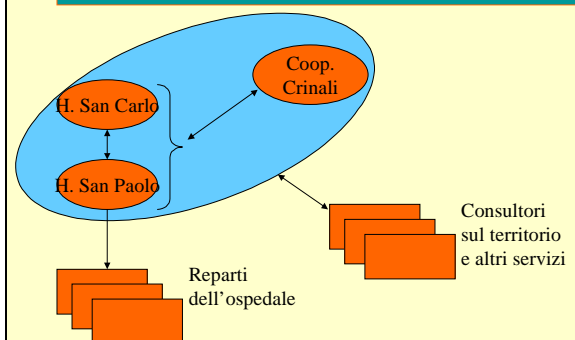 Coop.
Crinali
H. San Carlo
H. San Paolo
Consultori
sul territorio
e altri servizi
Reparti
dell’ospedale